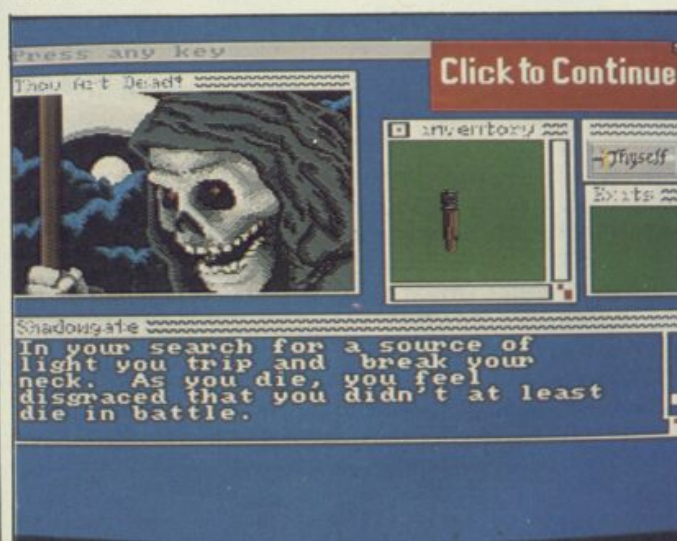 Press any key
Click to Continue
Thou Art Dead!
inventory
Thyself
Exits
Shadowgate
In your search for a source of
light you trip and break your
neck. As you die, you feel
disgraced that you didn't at least
die in battle.